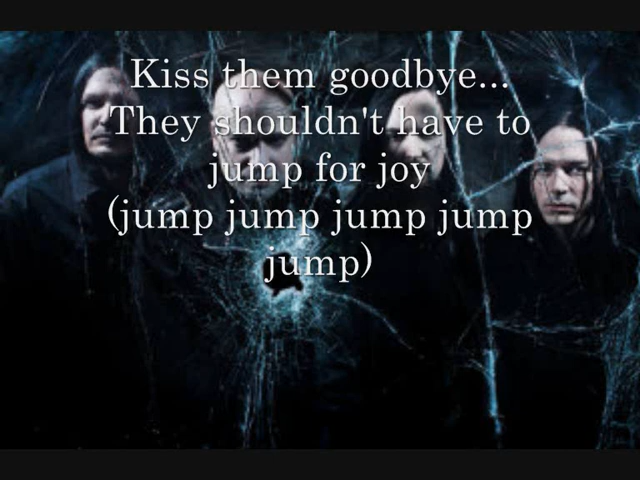 Kiss them goodbye...
They shouldn't have to
jump for joy
(jump jump jump jump
jump)